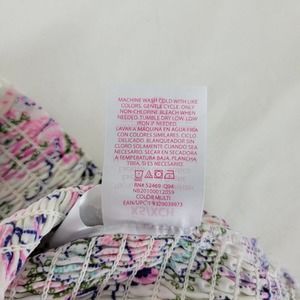 MACHINE WASH COLD WITH LIKE
COLORS. GENTLE CYCLE. ONLY
NON-CHLORINE BLEACH WHEN
NEEDED. TUMBLE DRY LOW. LOW
IRON IF NEEDED.
LAVAR A MAQUINA EN AGUA FRIA
CON COLORES SIMILARES. CICLO
DELICADO. BLANQUEADOR SIN
CLORO SOLAMENTE CUANDO SEA
NECESARIO. SECAR EN SECADORA
A TEMPERATURA BAJA. PLANCHA
TIBIA, SI ES NECESARIO.
RN# 52469
COLOR:MULTI
XS/XCH